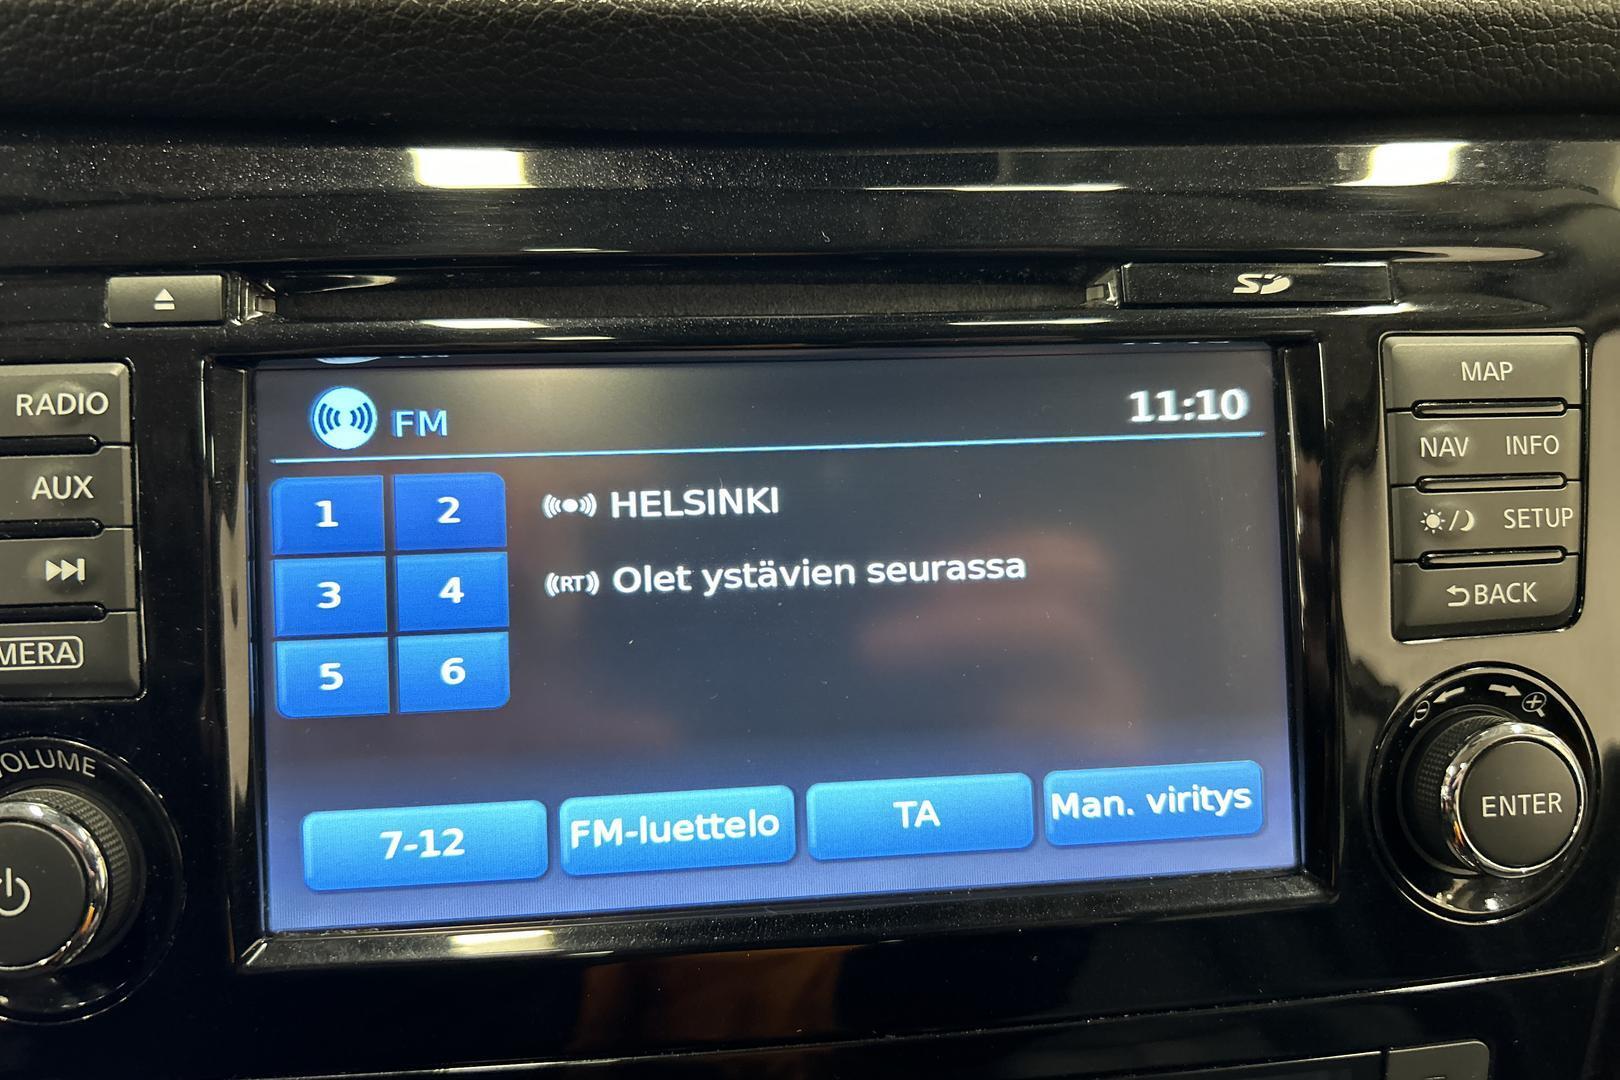 SD
RADIO
AUX
MERA
VOLUME
FM
11:10
1 2
3 4
5 6
HELSINKI
RT Olet ystävien seurassa
7-12
FM-luettelo
TA
Man. viritys
MAP
NAV INFO
SETUP
BACK
ENTER